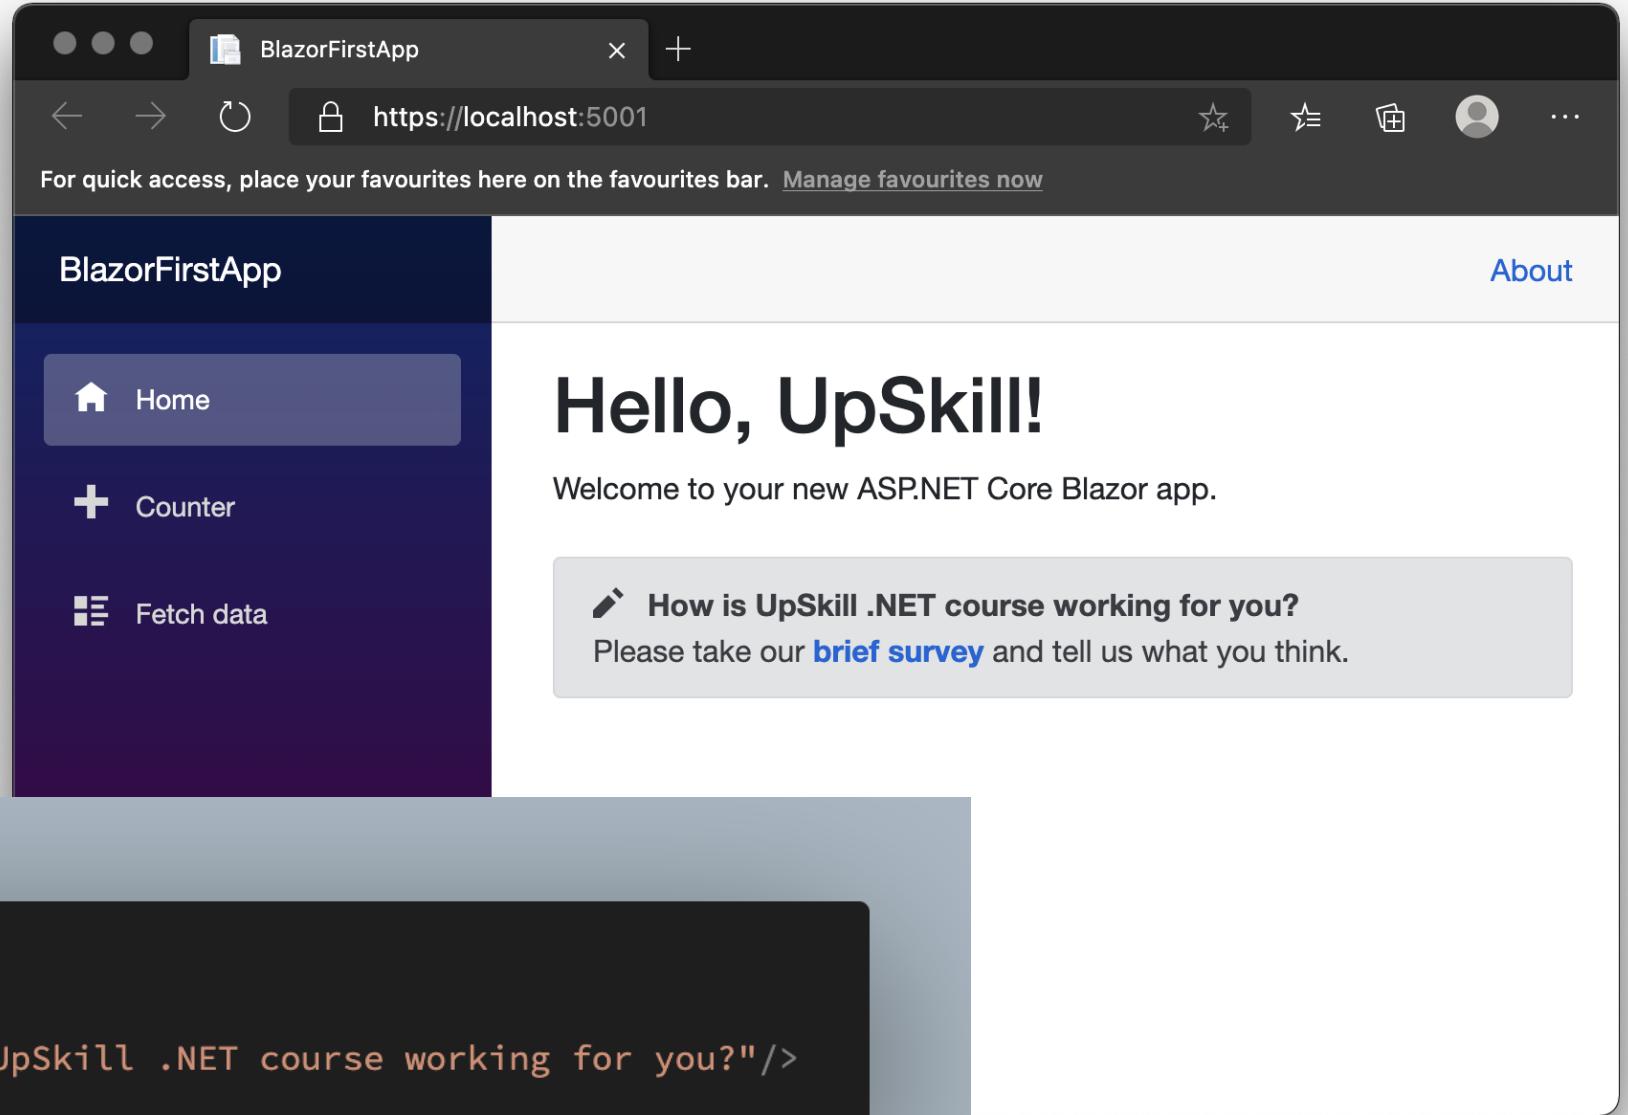 BlazorFirstApp
https://localhost:5001
For quick access, place your favourites here on the favourites bar. Manage favourites now
BlazorFirstApp
About
Home
Counter
Fetch data
Hello, UpSkill!
Welcome to your new ASP.NET Core Blazor app.
How is UpSkill .NET course working for you?
Please take our brief survey and tell us what you think.
UpSkill .NET course working for you?"/>